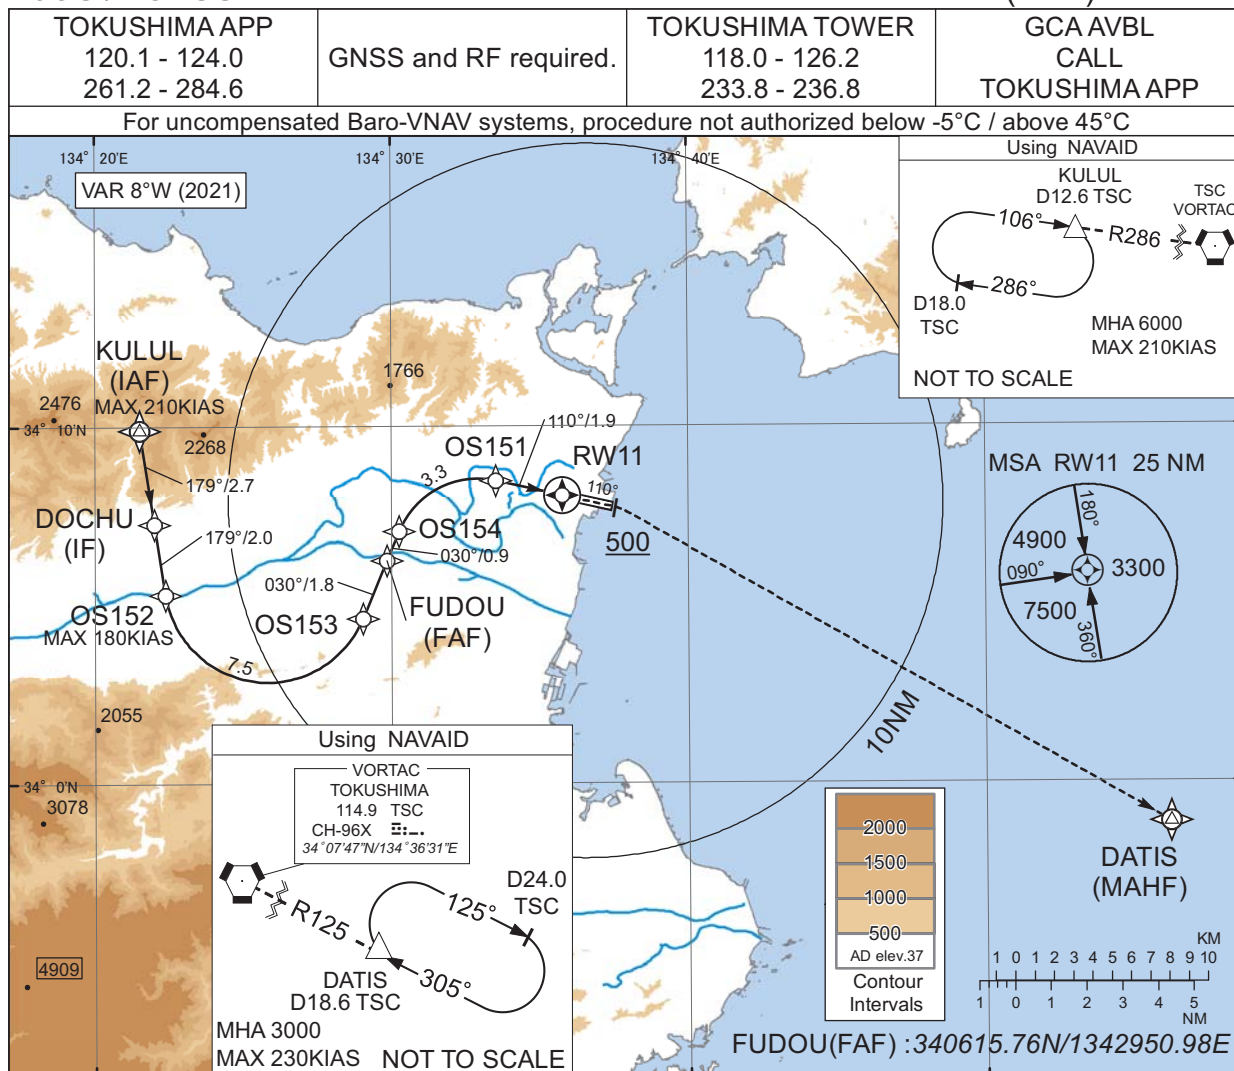 TOKUSHIMA APP
120.1 - 124.0
261.2 - 284.6
GNSS and RF required.
TOKUSHIMA TOWER
118.0 - 126.2
233.8 - 236.8
GCA AVBL
CALL
TOKUSHIMA APP
For uncompensated Baro-VNAV systems, procedure not authorized below -5°C / above 45°C
134° 20'E
134° 30'E
134° 40'E
VAR 8°W (2021)
Using NAVAID
KULUL
D12.6 TSC
TSC
VORTAC
106°
R286
286°
D18.0
TSC
MHA 6000
MAX 210KIAS
NOT TO SCALE
KULUL
(IAF)
MAX 210KIAS
2476
34° 10'N
2268
1766
179°/2.7
DOCHU
(IF)
179°/2.0
OS152
MAX 180KIAS
7.5
OS153
030°/1.8
FUDOU
(FAF)
030°/0.9
OS154
3.3
OS151
110°/1.9
RW11
110°
500
MSA RW11 25 NM
180°
4900
3300
090°
7500
360°
10NM
2055
34° 0'N
3078
4909
Using NAVAID
VORTAC
TOKUSHIMA
114.9 TSC
CH-96X
34°07'47"N/134°36'31"E
R125
125°
D24.0
TSC
305°
DATIS
D18.6 TSC
MHA 3000
MAX 230KIAS
NOT TO SCALE
2000
1500
1000
500
AD elev.37
Contour
Intervals
DATIS
(MAHF)
KM
1 0 1 2 3 4 5 6 7 8 9 10
1 0 1 2 3 4 5
NM
FUDOU(FAF) :340615.76N/1342950.98E